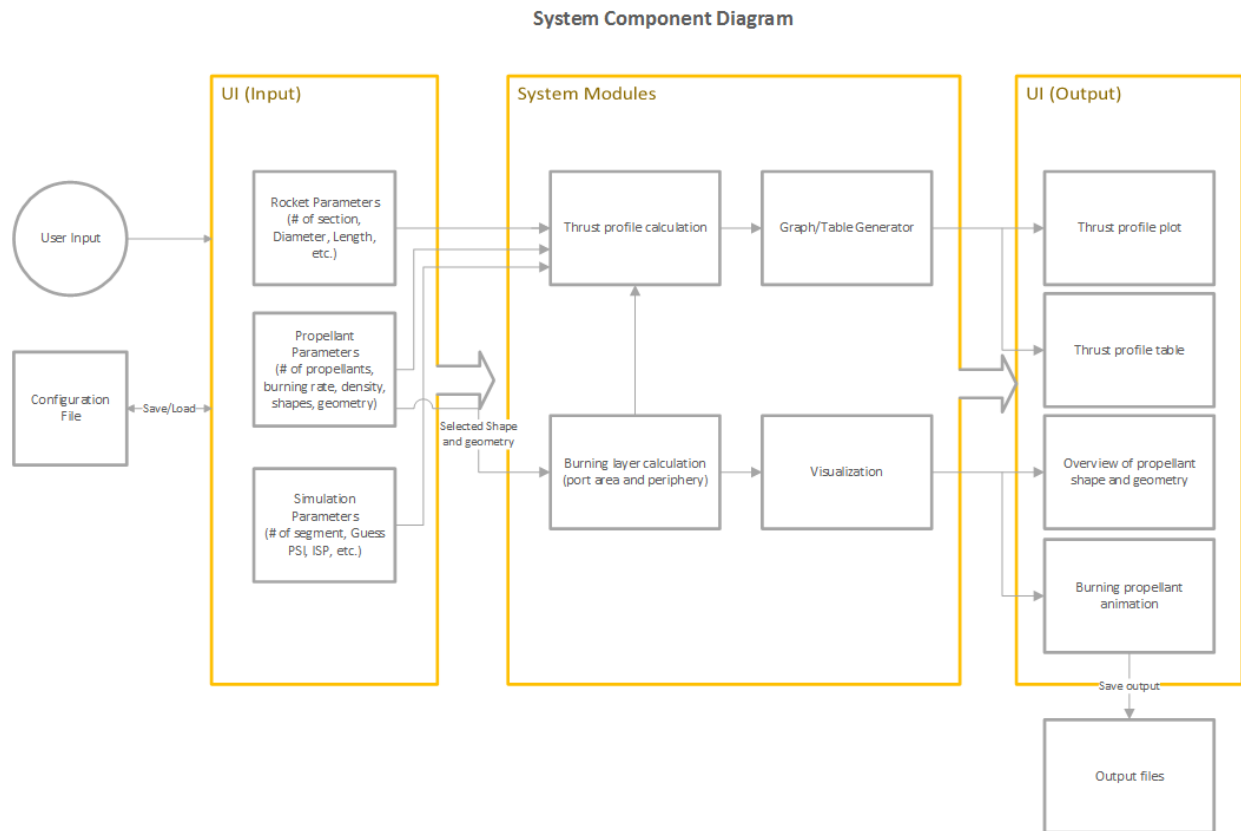 System Component Diagram
UI (Input)
System Modules
UI (Output)
User Input
Rocket Parameters
(# of section,
Diameter, Length,
etc.)
Thrust profile calculation
Graph/Table Generator
Thrust profile plot
Configuration
File
Save/Load
Propellant
Parameters
(# of propellants,
burning rate, density,
shapes, geometry)
Thrust profile table
Selected Shape
and geometry
Simulation
Parameters
(# of segment, Guess
PSI, ISP, etc.)
Burning layer calculation
(port area and periphery)
Visualization
Overview of propellant
shape and geometry
Burning propellant
animation
Save output
Output files